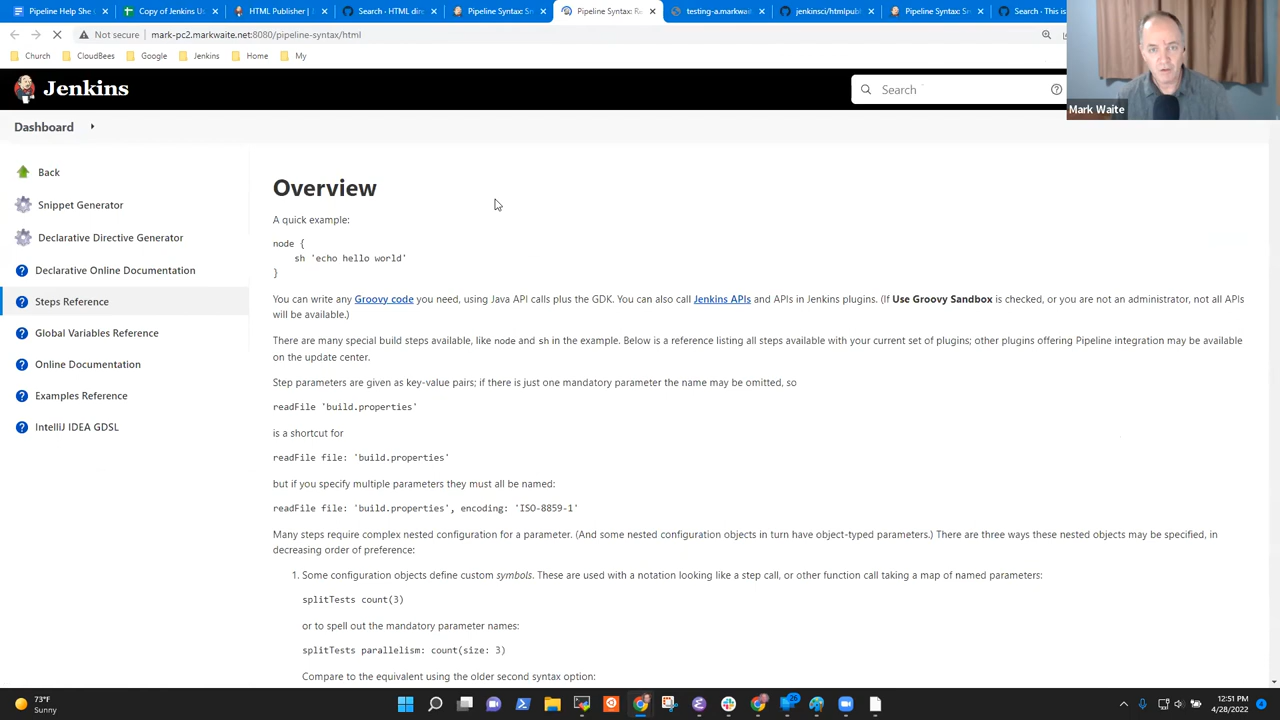 Pipeline Help She
Copy of Jenkins Us
HTML Publisher |
Search · HTML dire
Pipeline Syntax: Sn
Pipeline Syntax: Re
testing-a.markwaite
jenkinsci/htmlpubl
Pipeline Syntax: Sn
Search · This is
Not secure | mark-pc2.markwaite.net:8080/pipeline-syntax/html
Church
CloudBees
Google
Jenkins
Home
My
Mark Waite
Jenkins
Search
Dashboard
Back
Snippet Generator
Declarative Directive Generator
Declarative Online Documentation
Steps Reference
Global Variables Reference
Online Documentation
Examples Reference
IntelliJ IDEA GDSL
Overview
A quick example:
node {
sh 'echo hello world'
}
You can write any Groovy code you need, using Java API calls plus the GDK. You can also call Jenkins APIs and APIs in Jenkins plugins. (If Use Groovy Sandbox is checked, or you are not an administrator, not all APIs
will be available.)
There are many special build steps available, like node and sh in the example. Below is a reference listing all steps available with your current set of plugins; other plugins offering Pipeline integration may be available
on the update center.
Step parameters are given as key-value pairs; if there is just one mandatory parameter the name may be omitted, so
readFile 'build.properties'
is a shortcut for
readFile file: 'build.properties'
but if you specify multiple parameters they must all be named:
readFile file: 'build.properties', encoding: 'ISO-8859-1'
Many steps require complex nested configuration for a parameter. (And some nested configuration objects in turn have object-typed parameters.) There are three ways these nested objects may be specified, in
decreasing order of preference:
1. Some configuration objects define custom symbols. These are used with a notation looking like a step call, or other function call taking a map of named parameters:
splitTests count(3)
or to spell out the mandatory parameter names:
splitTests parallelism: count(size: 3)
Compare to the equivalent using the older second syntax option:
73°F
Sunny
26
12:51 PM
4/28/2022